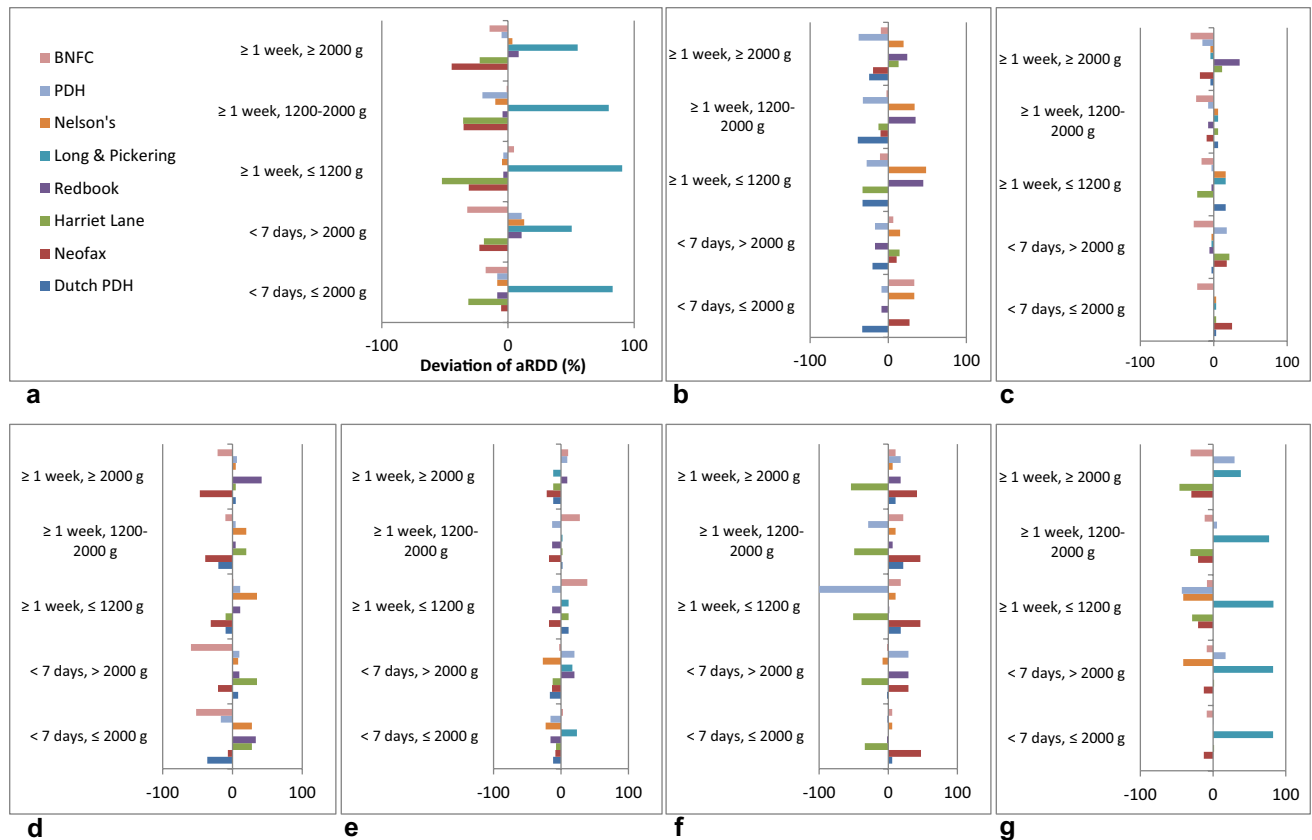 BNFC
PDH
Nelson's
Long & Pickering
Redbook
Harriet Lane
Neofax
Dutch PDH
≥ 1 week, ≥ 2000 g
≥ 1 week, 1200-2000 g
≥ 1 week, ≤ 1200 g
< 7 days, > 2000 g
< 7 days, ≤ 2000 g
-100 0 100
Deviation of aRDD (%)
a
≥ 1 week, ≥ 2000 g
≥ 1 week, 1200-
2000 g
≥ 1 week, ≤ 1200 g
< 7 days, > 2000 g
< 7 days, ≤ 2000 g
-100 0 100
b
≥ 1 week, ≥ 2000 g
≥ 1 week, 1200-
2000 g
≥ 1 week, ≤ 1200 g
< 7 days, > 2000 g
< 7 days, ≤ 2000 g
-100 0 100
c
≥ 1 week, ≥ 2000 g
≥ 1 week, 1200-
2000 g
≥ 1 week, ≤ 1200 g
< 7 days, > 2000 g
< 7 days, ≤ 2000 g
-100 0 100
d
≥ 1 week, ≥ 2000 g
≥ 1 week, 1200-
2000 g
≥ 1 week, ≤ 1200 g
< 7 days, > 2000 g
< 7 days, ≤ 2000 g
-100 0 100
e
≥ 1 week, ≥ 2000 g
≥ 1 week, 1200-
2000 g
≥ 1 week, ≤ 1200 g
< 7 days, > 2000 g
< 7 days, ≤ 2000 g
-100 0 100
f
≥ 1 week, ≥ 2000 g
≥ 1 week, 1200-
2000 g
≥ 1 week, ≤ 1200 g
< 7 days, > 2000 g
< 7 days, ≤ 2000 g
-100 0 100
g